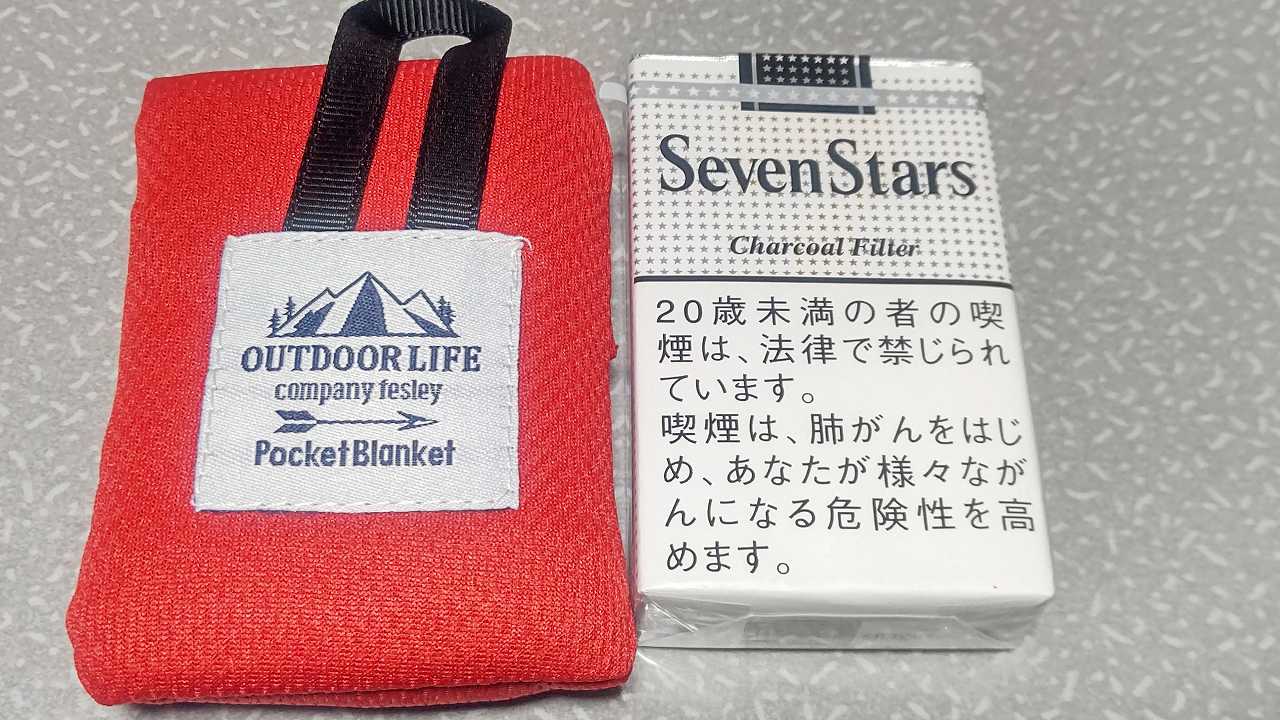 OUTDOOR LIFE
company fesley
PocketBlanket
Seven Stars
Charcoal Filter
20歳未満の者の喫
煙は、法律で禁じられ
ています。
喫煙は、肺がんをはじ
め、あなたが様々なが
んになる危険性を高
めます。